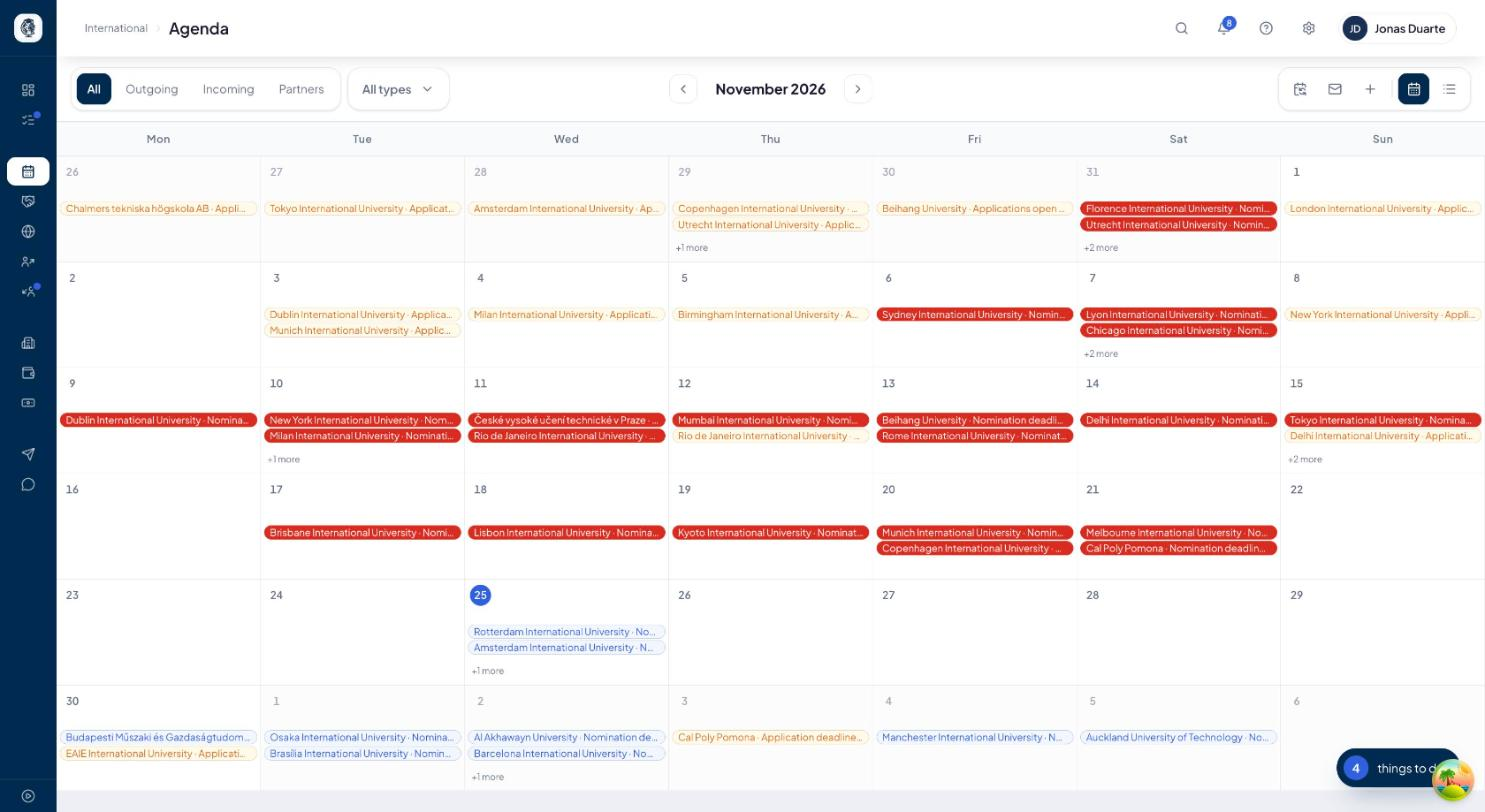 International
Agenda
8
JD
Jonas Duarte
All
Outgoing
Incoming
Partners
All types
November 2026
Mon
Tue
Wed
Thu
Fri
Sat
Sun
26
27
28
29
30
31
1
Chalmers tekniska högskola AB · Appli...
Tokyo International University · Applicat...
Amsterdam International University · Ap...
Copenhagen International University · ...
Utrecht International University · Applic...
+1 more
Beihang University · Applications open ...
Florence International University · Nomi...
Utrecht International University · Nomin...
+2 more
London International University · Applic...
2
3
4
5
6
7
8
Dublin International University · Applica...
Munich International University · Applic...
Milan International University · Applicati...
Birmingham International University · A...
Sydney International University · Nomin...
Lyon International University · Nominati...
Chicago International University · Nomi...
+2 more
New York International University · Appli...
9
10
11
12
13
14
15
Dublin International University · Nomina...
New York International University · Nom...
Milan International University · Nominati...
+1 more
České vysoké učení technické v Praze · ...
Rio de Janeiro International University · ...
Mumbai International University · Nomi...
Rio de Janeiro International University · ...
Beihang University · Nomination deadli...
Rome International University · Nominat...
Delhi International University · Nominati...
Tokyo International University · Nomina...
Delhi International University · Applicati...
+2 more
16
17
18
19
20
21
22
Brisbane International University · Nomi...
Lisbon International University · Nomina...
Kyoto International University · Nominat...
Munich International University · Nomin...
Copenhagen International University · ...
Melbourne International University · No...
Cal Poly Pomona · Nomination deadlin...
23
24
25
26
27
28
29
Rotterdam International University · No...
Amsterdam International University · N...
+1 more
30
1
2
3
4
5
6
Budapesti Műszaki és Gazdaságtudom...
EAIE International University · Applicati...
Osaka International University · Nomina...
Brasília International University · Nomin...
Al Akhawayn University · Nomination de...
Barcelona International University · No...
+1 more
Cal Poly Pomona · Application deadline...
Manchester International University · N...
Auckland University of Technology · No...
4
things to